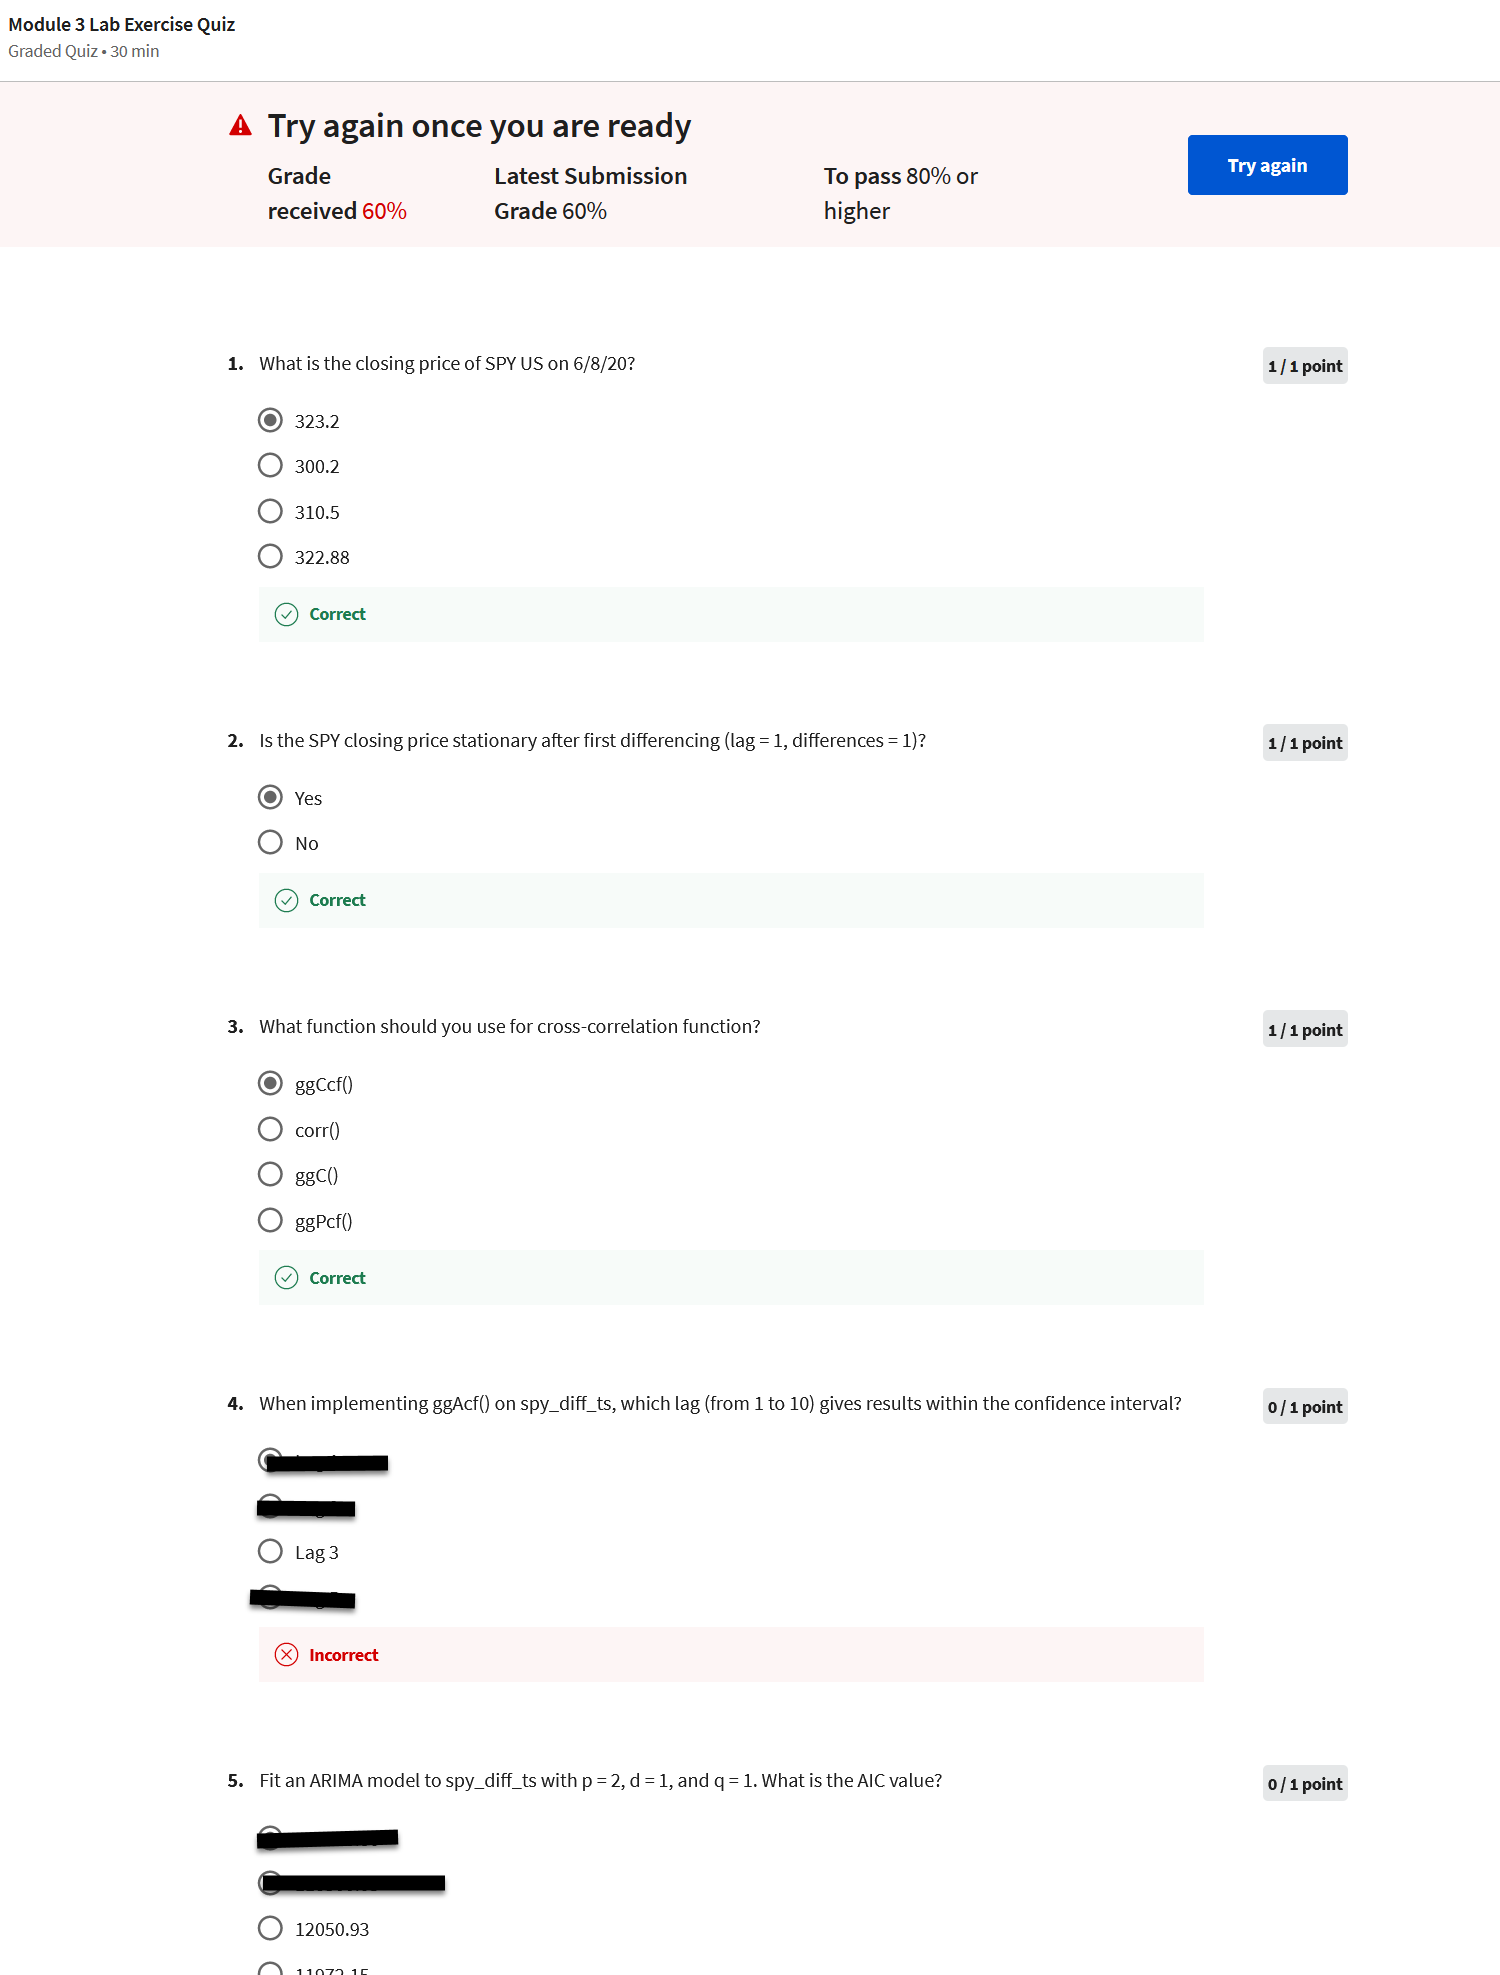 Module 3 Lab Exercise Quiz
Graded Quiz • 30 min
Try again once you are ready
Grade
received 60%
Latest Submission
Grade 60%
To pass 80% or
higher
Try again
1. What is the closing price of SPY US on 6/8/20?
1 / 1 point
323.2
300.2
310.5
322.88
Correct
2. Is the SPY closing price stationary after first differencing (lag = 1, differences = 1)?
1 / 1 point
Yes
No
Correct
3. What function should you use for cross-correlation function?
1 / 1 point
ggCcf()
corr()
ggC()
ggPcf()
Correct
4. When implementing ggAcf() on spy_diff_ts, which lag (from 1 to 10) gives results within the confidence interval?
0 / 1 point
Lag 3
Incorrect
5. Fit an ARIMA model to spy_diff_ts with p = 2, d = 1, and q = 1. What is the AIC value?
0 / 1 point
12050.93